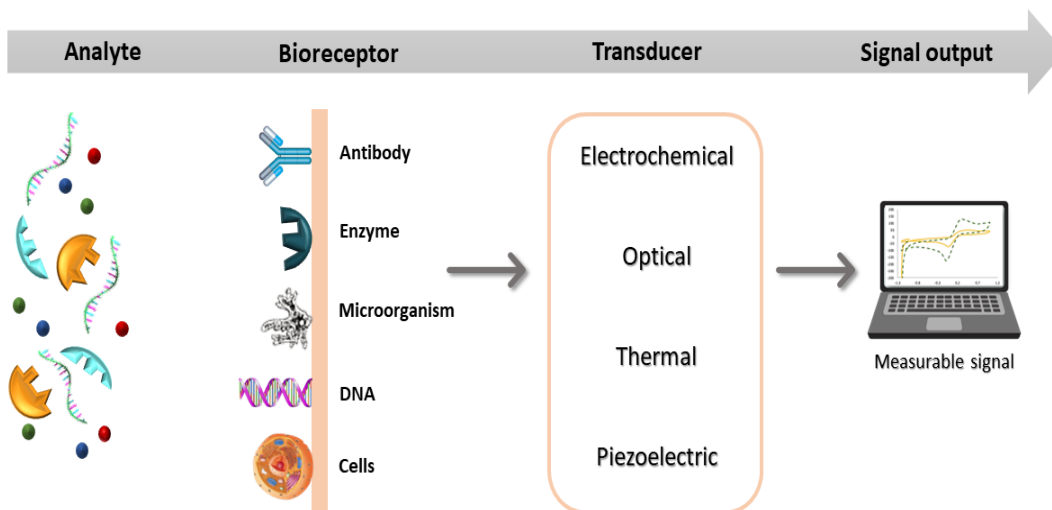 Analyte
Bioreceptor
Transducer
Signal output
Antibody
Enzyme
Microorganism
DNA
Cells
Electrochemical
Optical
Thermal
Piezoelectric
Measurable signal